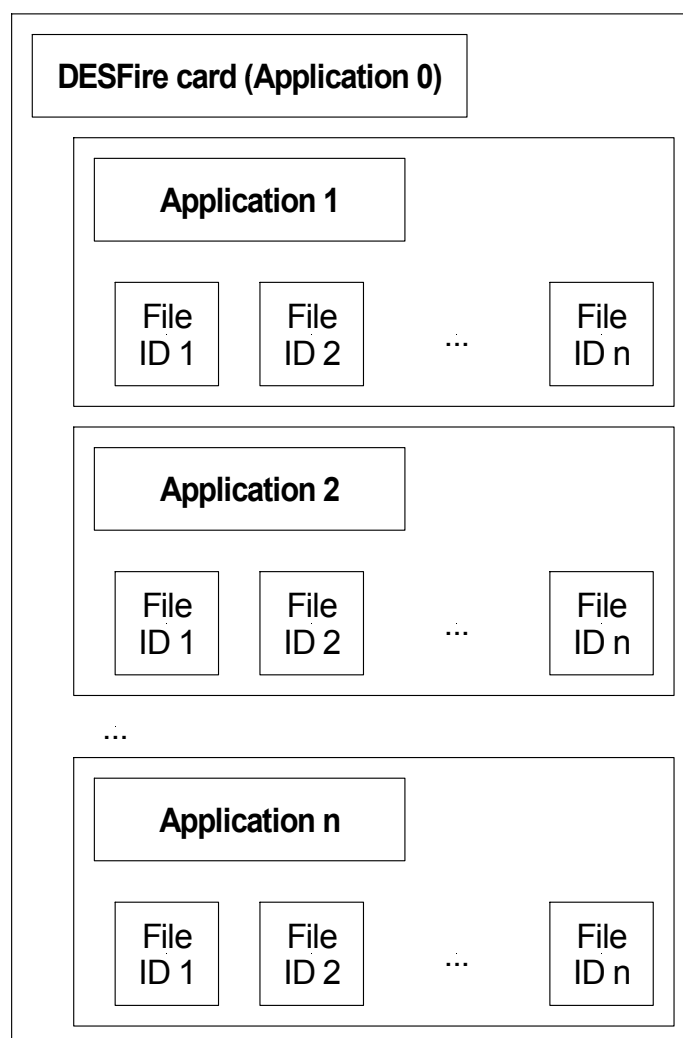 DESFire card (Application 0)
Application 1
File
ID 1
File
ID 2
...
File
ID n
Application 2
File
ID 1
File
ID 2
...
File
ID n
...
Application n
File
ID 1
File
ID 2
...
File
ID n